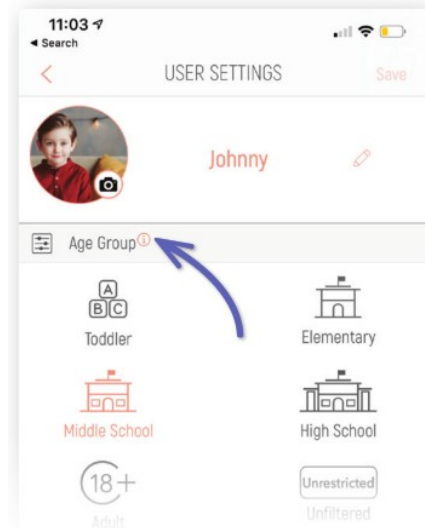 11:03
Search
USER SETTINGS
Save
Johnny
Age Group
A
B C
Toddler
Elementary
Middle School
High School
18+
Unrestricted
Adult
Unfiltered